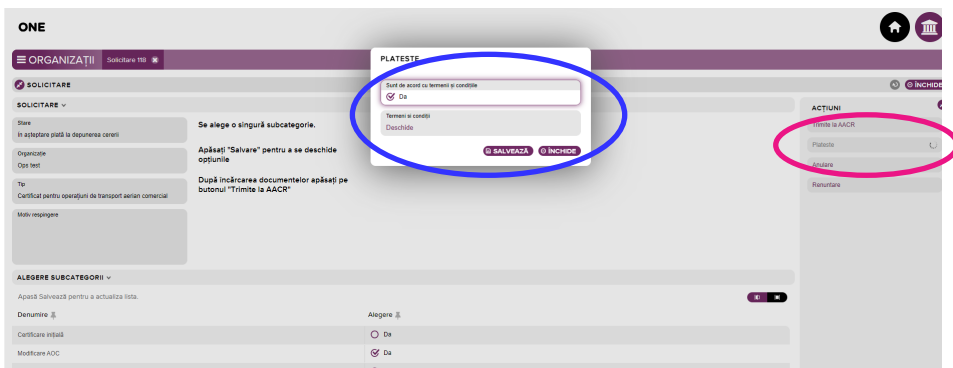 ONE
ORGANIZAȚII Solicitare 118
SOLICITARE
ÎNCHIDE
SOLICITARE
Stare
In așteptare plată la depunerea cererii
Organizație
Ops test
Tip
Certificat pentru operațiuni de transport aerian comercial
Motiv respingere
Se alege o singură subcategorie.
Apăsați "Salvare" pentru a se deschide
opțiunile
După încărcarea documentelor apăsați pe
butonul "Trimite la AACR"
PLATESTE
Sunt de acord cu termenii și condițiile
Da
Termeni si condiții
Deschide
SALVEAZĂ ÎNCHIDE
ACȚIUNI
Trimite la AACR
Plateste
Anulare
Renuntare
ALEGERE SUBCATEGORII
Apasă Salvează pentru a actualiza lista.
Denumire Alegere
Certificare inițială Da
Modificare AOC Da